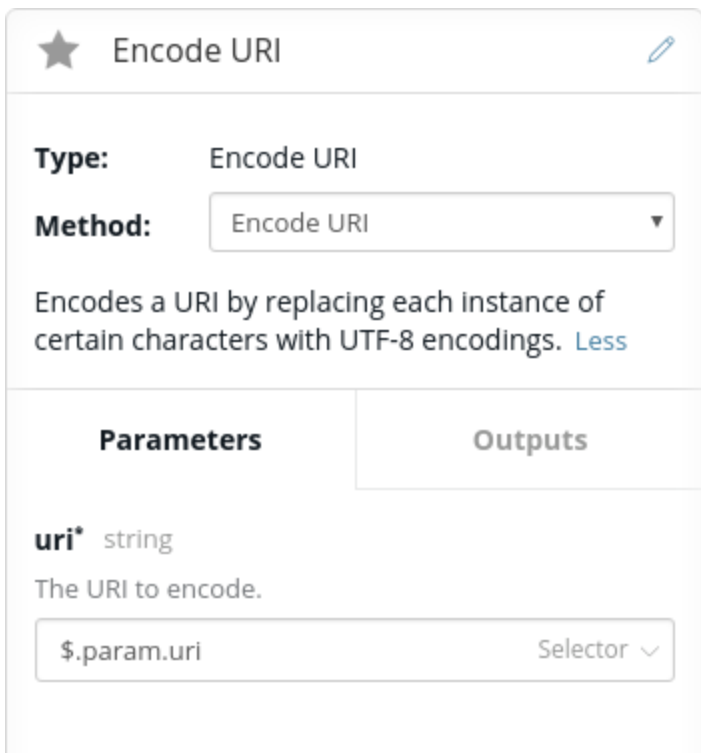 Encode URI
Type: Encode URI
Method: Encode URI
Encodes a URI by replacing each instance of
certain characters with UTF-8 encodings. Less
Parameters Outputs
uri* string
The URI to encode.
$.param.uri Selector